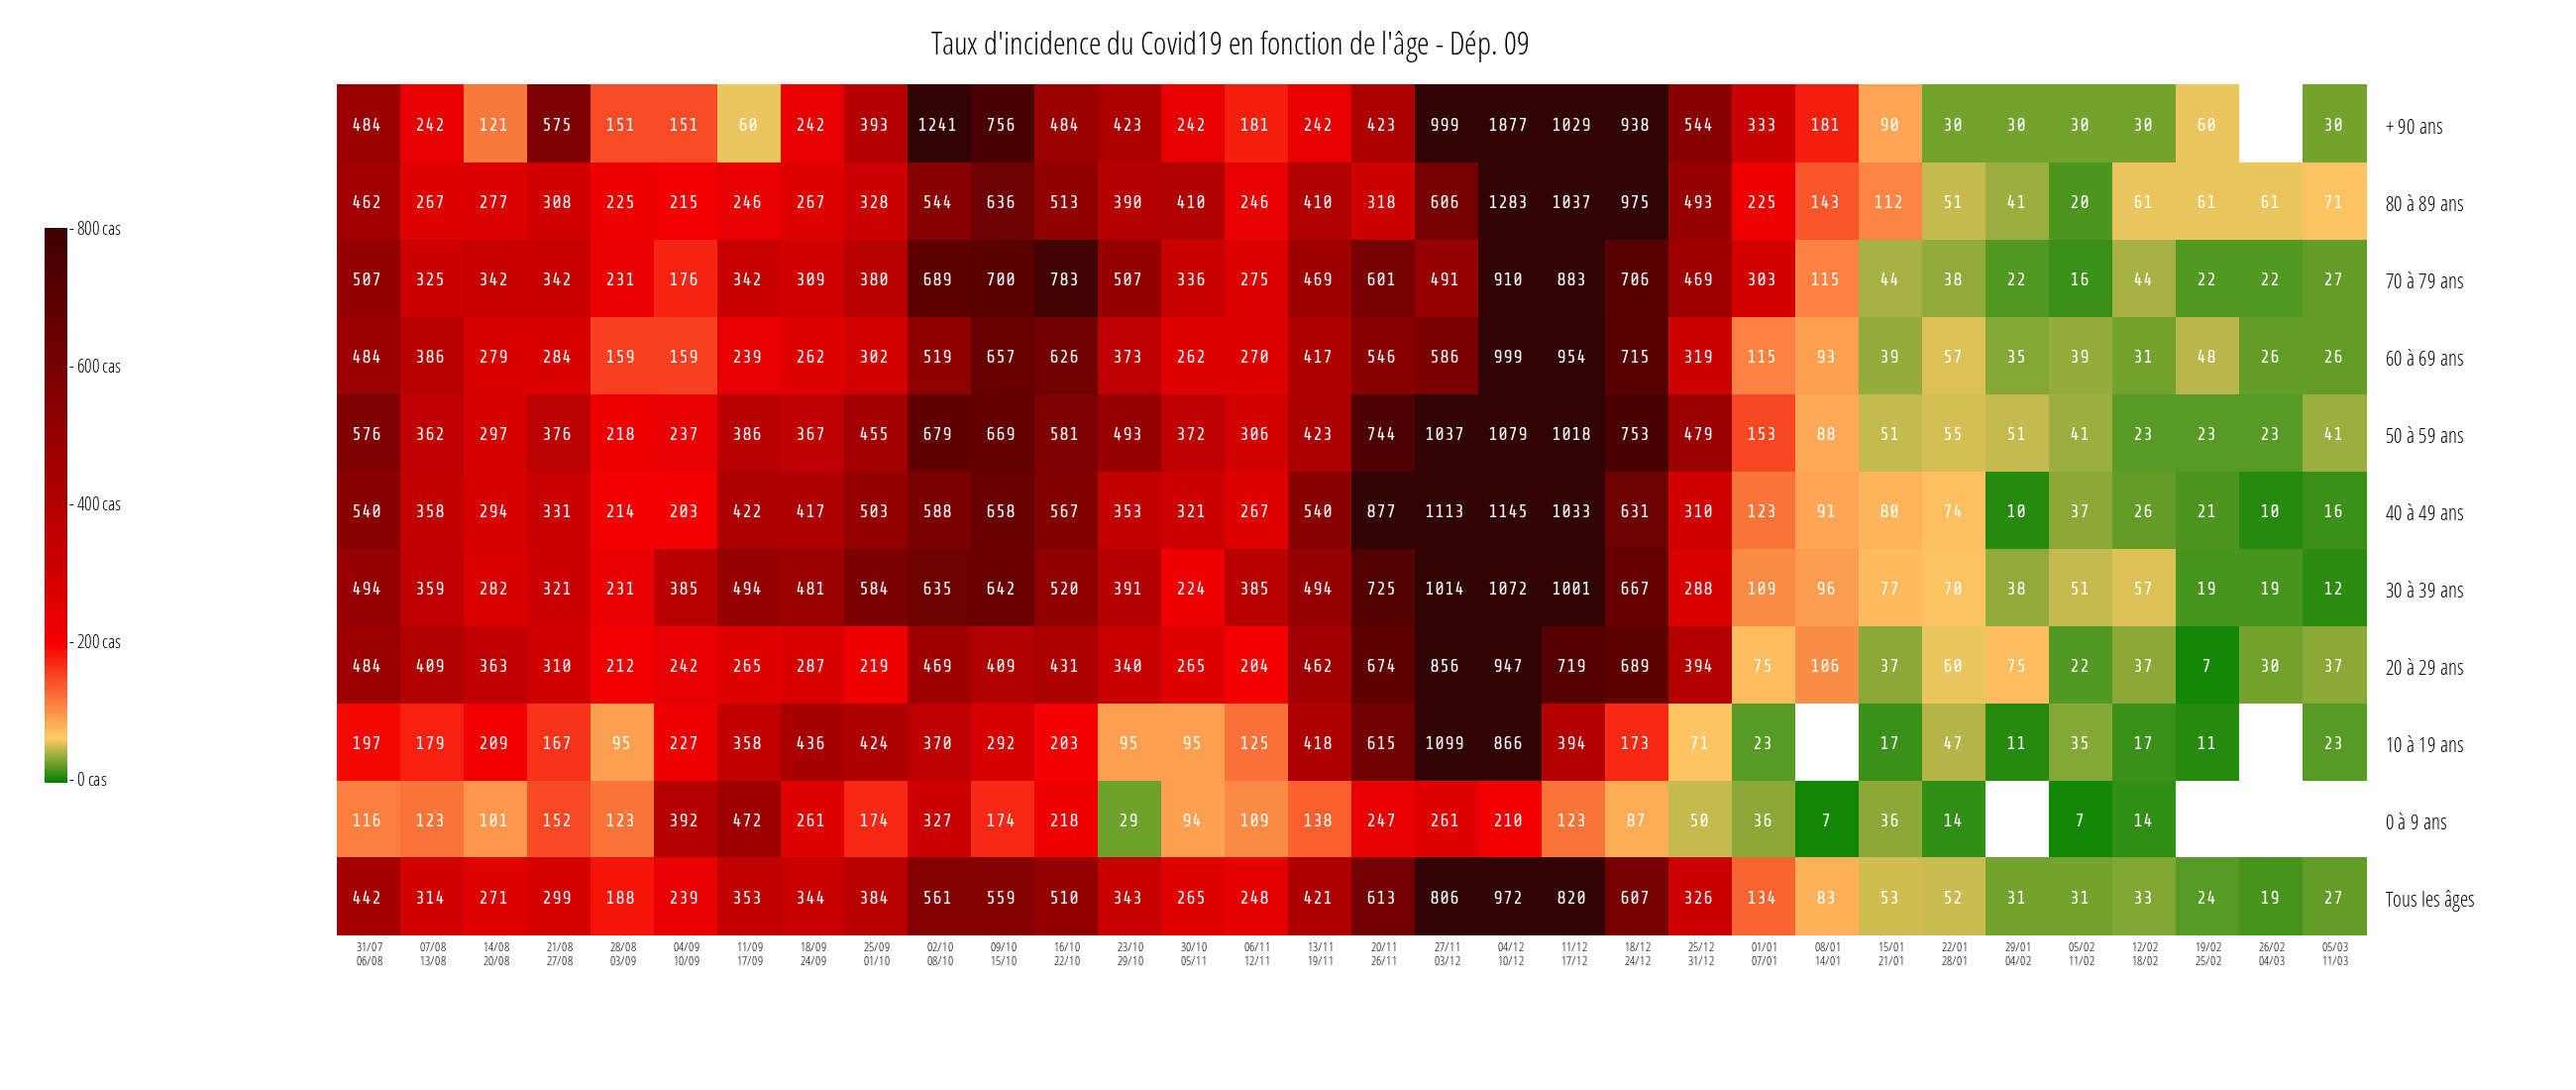 Taux d'incidence du Covid19 en fonction de l'âge - Dép. 09
- 800 cas
- 600 cas
- 400 cas
- 200 cas
- 0 cas
484 242 121 575 151 151 60 242 393 1241 756 484 423 242 181 242 423 999 1877 1029 938 544 333 181 90 30 30 30 30 60 30 + 90 ans
462 267 277 308 225 215 246 267 328 544 636 513 390 410 246 410 318 606 1283 1037 975 493 225 143 112 51 41 20 61 61 61 71 80 à 89 ans
507 325 342 342 231 176 342 309 380 689 700 783 507 336 275 469 601 491 910 883 706 469 303 115 44 38 22 16 44 22 22 27 70 à 79 ans
484 386 279 284 159 159 239 262 302 519 657 626 373 262 270 417 546 586 999 954 715 319 115 93 39 57 35 39 31 48 26 26 60 à 69 ans
576 362 297 376 218 237 386 367 455 679 669 581 493 372 306 423 744 1037 1079 1018 753 479 153 88 51 55 51 41 23 23 23 41 50 à 59 ans
540 358 294 331 214 203 422 417 503 588 658 567 353 321 267 540 877 1113 1145 1033 631 310 123 91 80 74 10 37 26 21 10 16 40 à 49 ans
494 359 282 321 231 385 494 481 584 635 642 520 391 224 385 494 725 1014 1072 1001 667 288 109 96 77 70 38 51 57 19 19 12 30 à 39 ans
484 409 363 310 212 242 265 287 219 469 409 431 340 265 204 462 674 856 947 719 689 394 75 106 37 60 75 22 37 7 30 37 20 à 29 ans
197 179 209 167 95 227 358 436 424 370 292 203 95 95 125 418 615 1099 866 394 173 71 23 17 47 11 35 17 11 23 10 à 19 ans
116 123 101 152 123 392 472 261 174 327 174 218 29 94 109 138 247 261 210 123 87 50 36 7 36 14 7 14 0 à 9 ans
442 314 271 299 188 239 353 344 384 561 559 510 343 265 248 421 613 806 972 820 607 326 134 83 53 52 31 31 33 24 19 27 Tous les âges
31/07 07/08 14/08 21/08 28/08 04/09 11/09 18/09 25/09 02/10 09/10 16/10 23/10 30/10 06/11 13/11 20/11 27/11 04/12 11/12 18/12 25/12 01/01 08/01 15/01 22/01 29/01 05/02 12/02 19/02 26/02 05/03
06/08 13/08 20/08 27/08 03/09 10/09 17/09 24/09 01/10 08/10 15/10 22/10 29/10 05/11 12/11 19/11 26/11 03/12 10/12 17/12 24/12 31/12 07/01 14/01 21/01 28/01 04/02 11/02 18/02 25/02 04/03 11/03